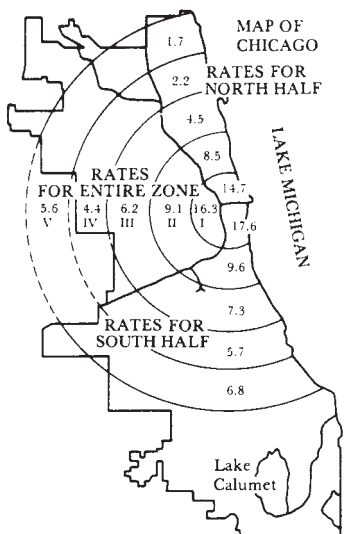 1.7
MAP OF
CHICAGO
2.2
RATES FOR
NORTH HALF
4.5
LAKE MICHIGAN
8.5
RATES
FOR ENTIRE ZONE
14.7
5.6 4.4 6.2 9.1 16.3
V IV III II I
17.6
9.6
7.3
RATES FOR
SOUTH HALF
5.7
6.8
Lake
Calumet